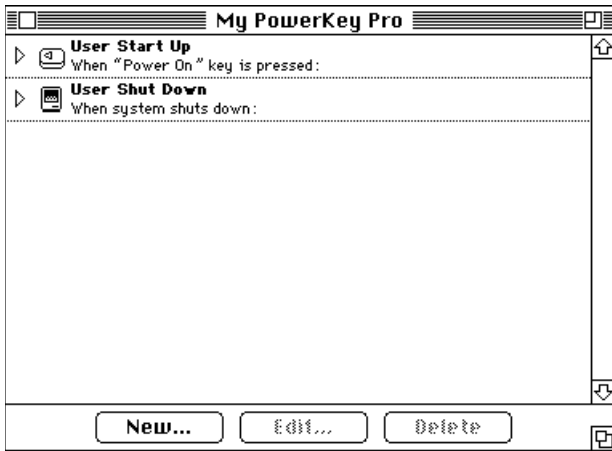 My PowerKey Pro
User Start Up
When “Power On” key is pressed:
User Shut Down
When system shuts down:
New... Edit... Delete